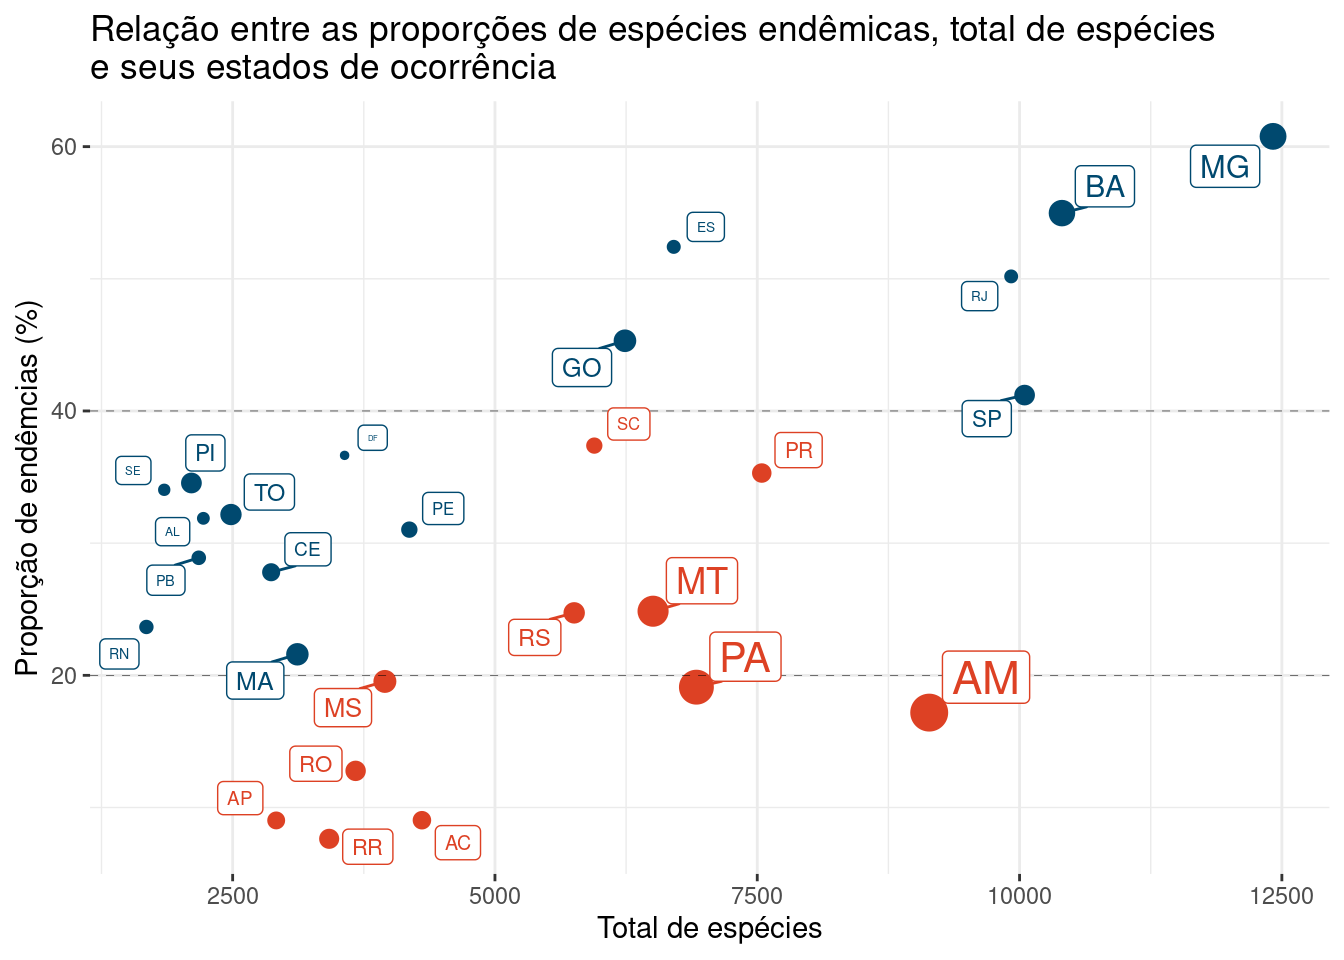 Relação entre as proporções de espécies endêmicas, total de espécies
e seus estados de ocorrência
Proporção de endêmcias (%)
60
40
20
MG
BA
ES
RJ
GO
SP
SC
PR
DF
PI
SE
TO
PE
AL
CE
PB
MT
RS
RN
PA
MA
AM
MS
RO
AP
RR
AC
2500
5000
7500
10000
12500
Total de espécies